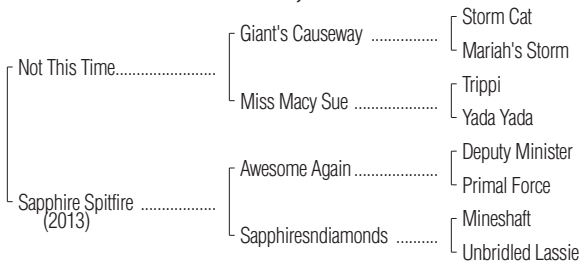 Storm Cat
Giant's Causeway ................
Mariah's Storm
Not This Time.......................
Trippi
Miss Macy Sue ....................
Yada Yada
Deputy Minister
Awesome Again ....................
Primal Force
Sapphire Spitfire ..................
(2013)
Mineshaft
Sapphiresndiamonds ..........
Unbridled Lassie